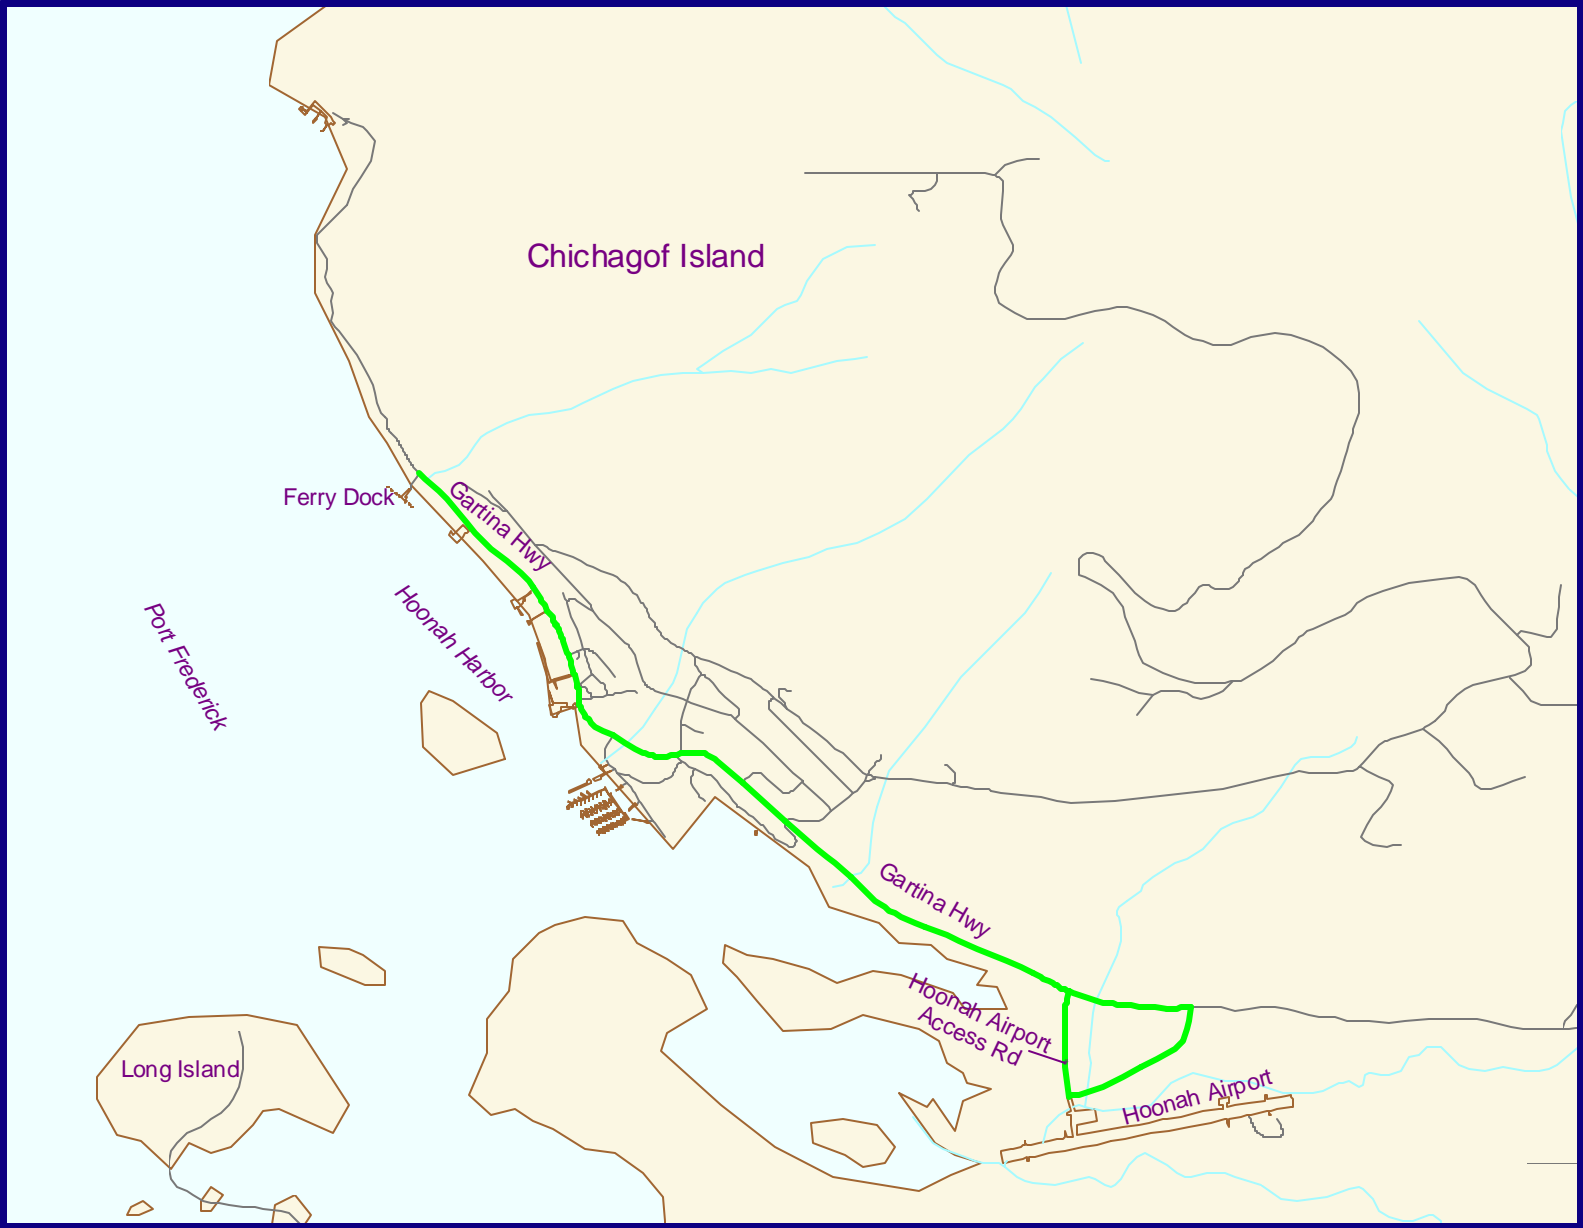 Chichagof Island
Ferry Dock
Gartina Hwy
Hoonah Harbor
Port Frederick
Gartina Hwy
Hoonah Airport
Access Rd
Long Island
Hoonah Airport